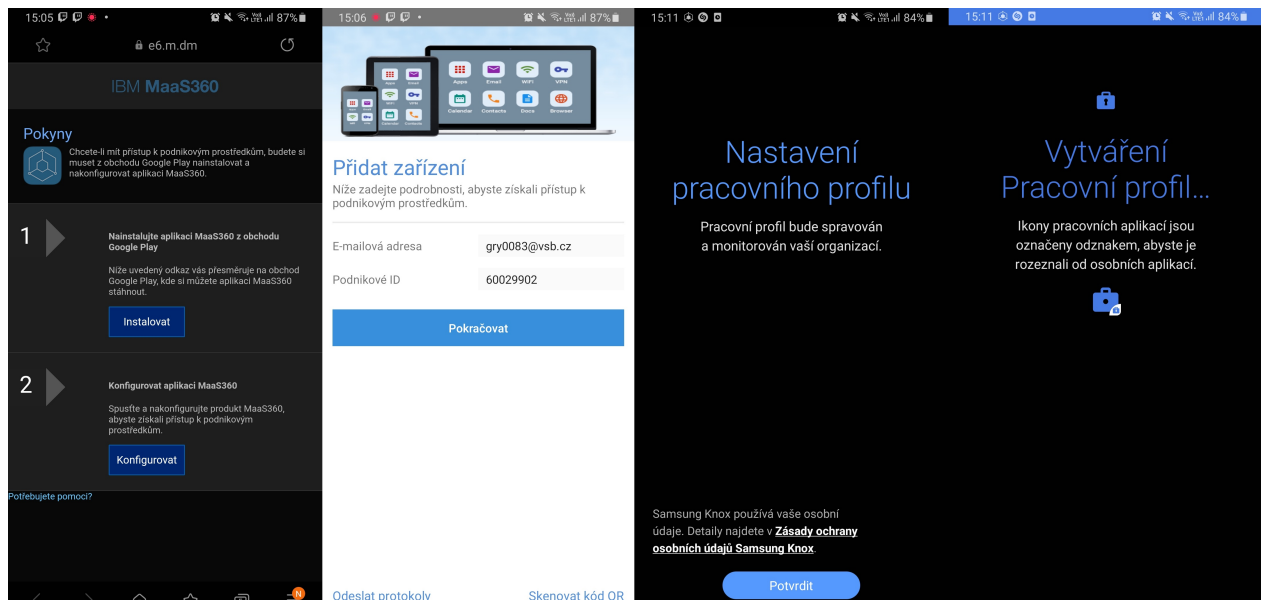 15:05
87%
e6.m.dm
IBM MaaS360
Pokyny
Chcete-li mít přístup k podnikovým prostředkům, budete si
muset z obchodu Google Play nainstalovat a
nakonfigurovat aplikaci MaaS360.
1
Nainstalujte aplikaci MaaS360 z obchodu
Google Play
Níže uvedený odkaz vás přesměruje na obchod
Google Play, kde si můžete aplikaci MaaS360
stáhnout.
Instalovat
2
Konfigurovat aplikaci MaaS360
Spusťte a nakonfigurujte produkt MaaS360,
abyste získali přístup k podnikovým
prostředkům.
Konfigurovat
Potřebujete pomoci?
N
15:06
87%
Apps
Email
WiFi
VPN
Calendar
Contacts
Docs
Browser
Přidat zařízení
Níže zadejte podrobnosti, abyste získali přístup k
podnikovým prostředkům.
E-mailová adresa
gry0083@vsb.cz
Podnikové ID
60029902
Pokračovat
Odeslat protokoly
Skenovat kód QR
15:11
84%
Nastavení
pracovního profilu
Pracovní profil bude spravován
a monitorován vaší organizací.
Samsung Knox používá vaše osobní
údaje. Detaily najdete v Zásady ochrany
osobních údajů Samsung Knox.
Potvrdit
15:11
84%
Vytváření
Pracovní profil...
Ikony pracovních aplikací jsou
označeny odznakem, abyste je
rozeznali od osobních aplikací.